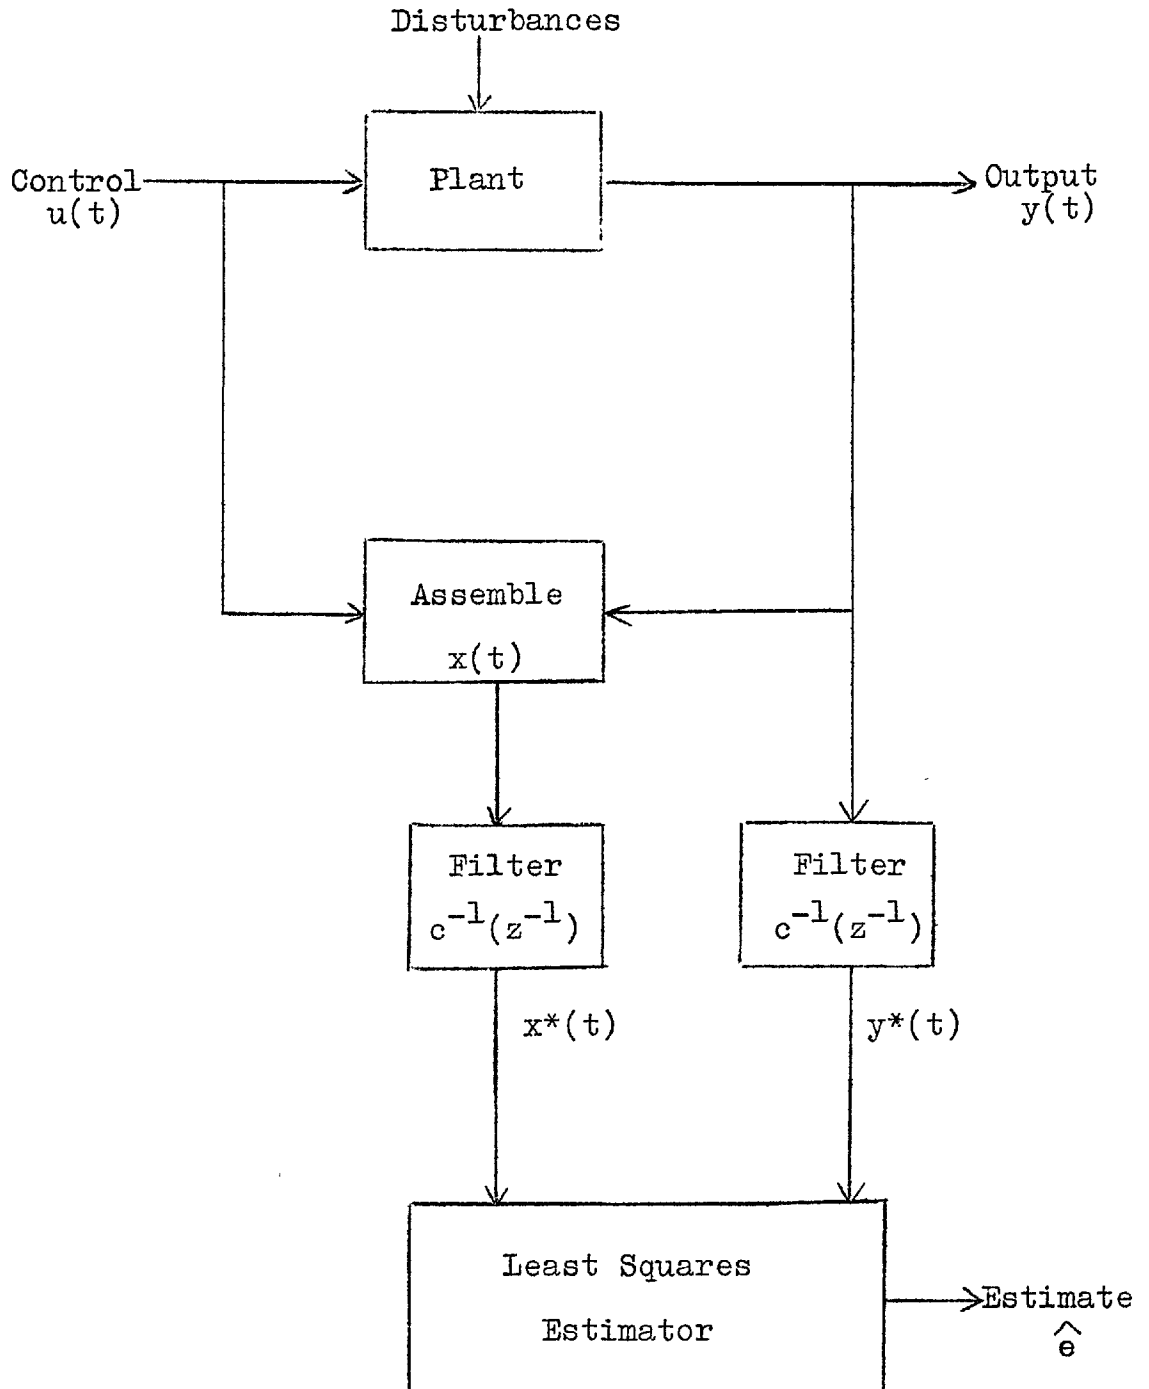 Disturbances
Plant
Control
u(t)
Output
y(t)
Assemble
x(t)
Filter
c⁻¹(z⁻¹)
Filter
c⁻¹(z⁻¹)
x*(t)
y*(t)
Least Squares
Estimator
Estimate
ê